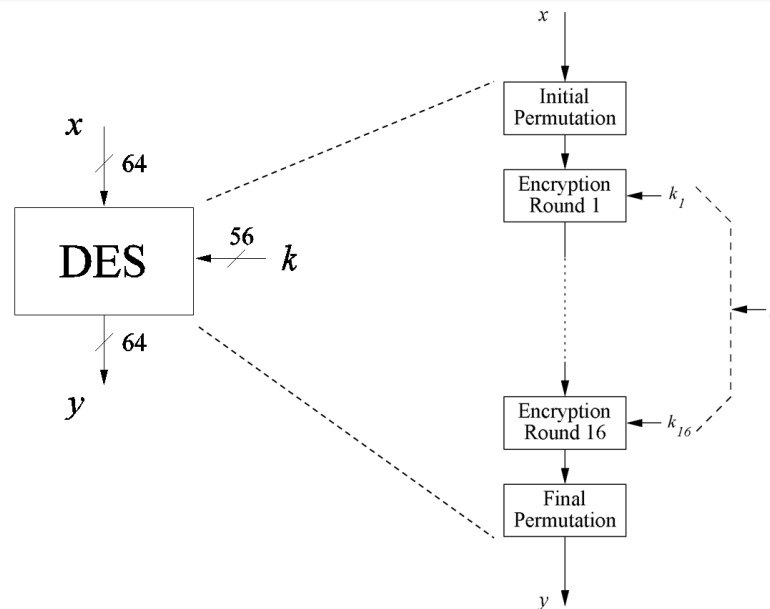 x
64
DES
56
k
64
y
x
Initial
Permutation
Encryption
Round 1
k1
Encryption
Round 16
k16
Final
Permutation
y